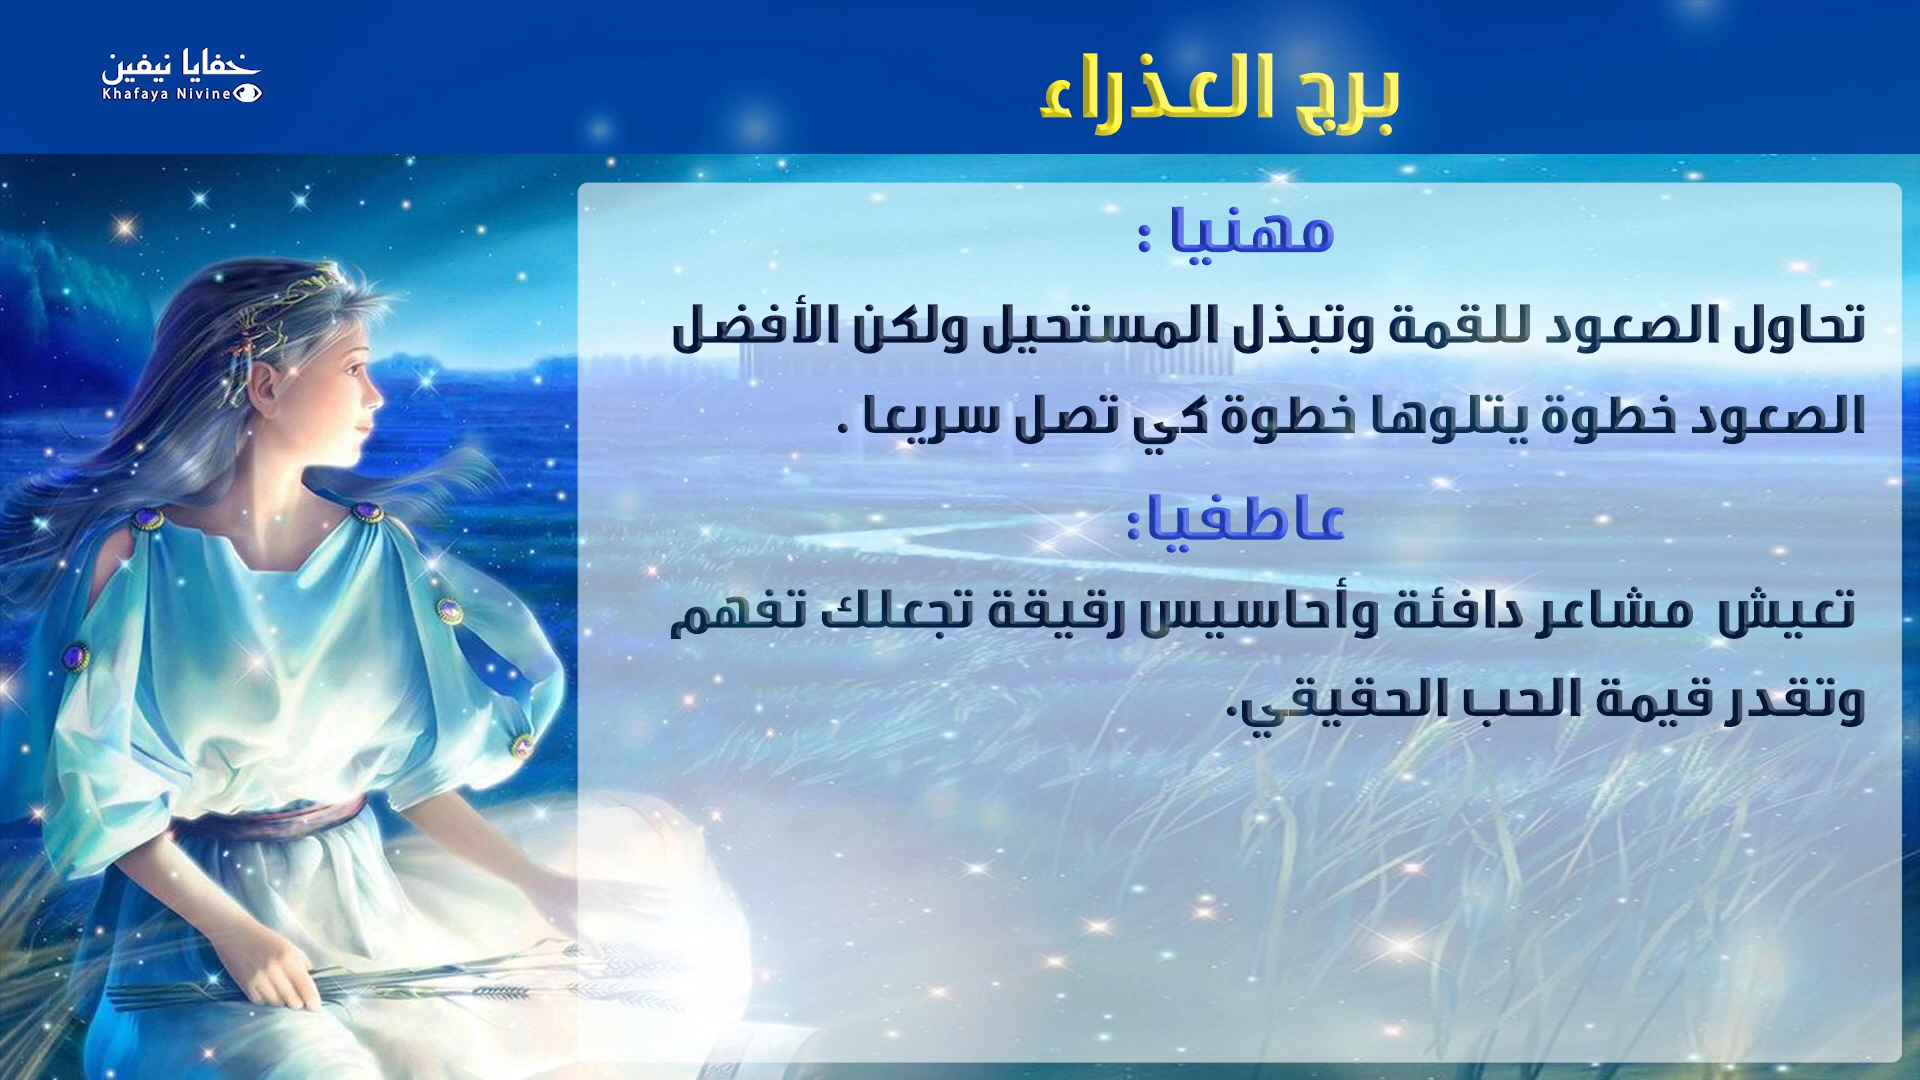 خفايا نيفين
Khafaya Nivine
برج العذراء
مهنيا :
تحاول الصعود للقمة وتبذل المستحيل ولكن الأفضل
الصعود خطوة يتلوها خطوة كي تصل سريعا .
عاطفيا:
تعيش مشاعر دافئة وأحاسيس رقيقة تجعلك تفهم
وتقدر قيمة الحب الحقيقي.